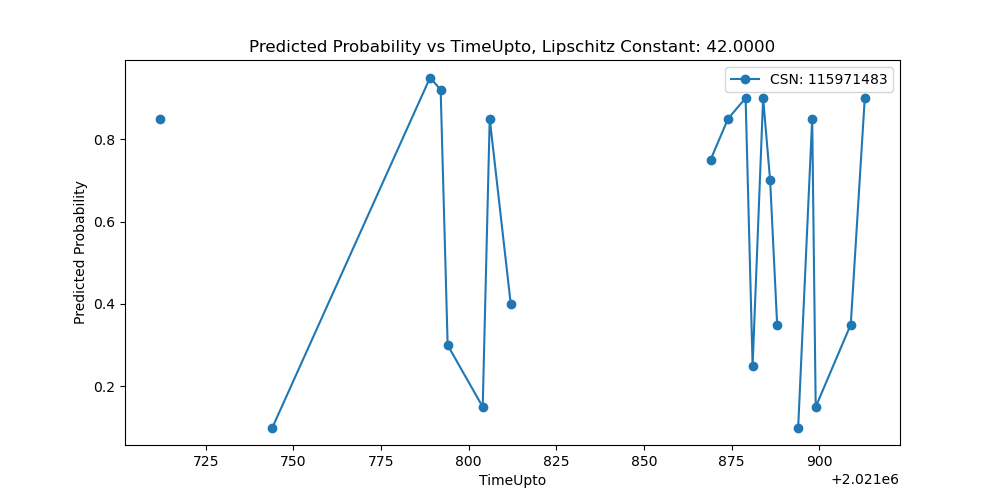 Predicted Probability vs TimeUpto, Lipschitz Constant: 42.0000
CSN: 115971483
Predicted Probability
0.8
0.6
0.4
0.2
725 750 775 800 825 850 875 900
+2.021e6
TimeUpto